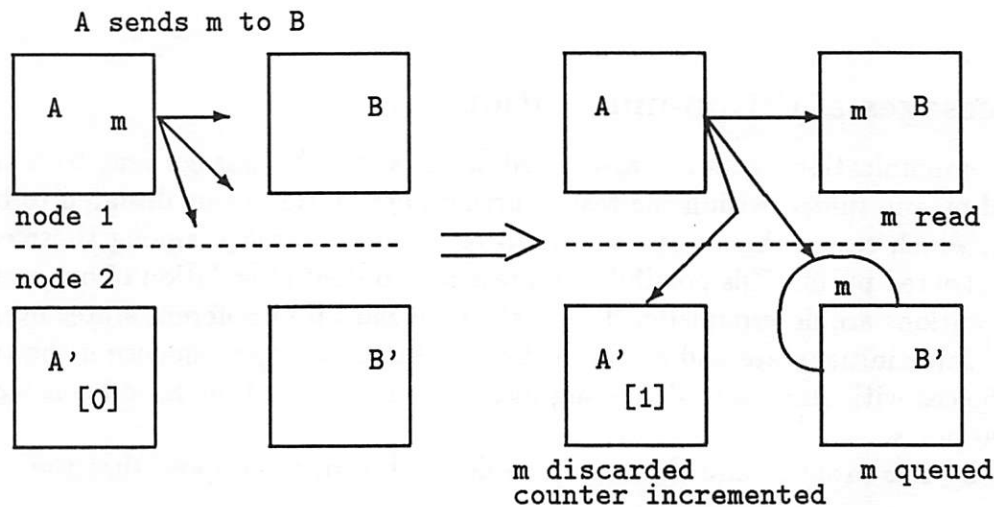 A sends m to B
A m
B
node 1
node 2
A
[0]
B'
A
m B
m read
m
A'
[1]
B'
m discarded
counter incremented
m queued